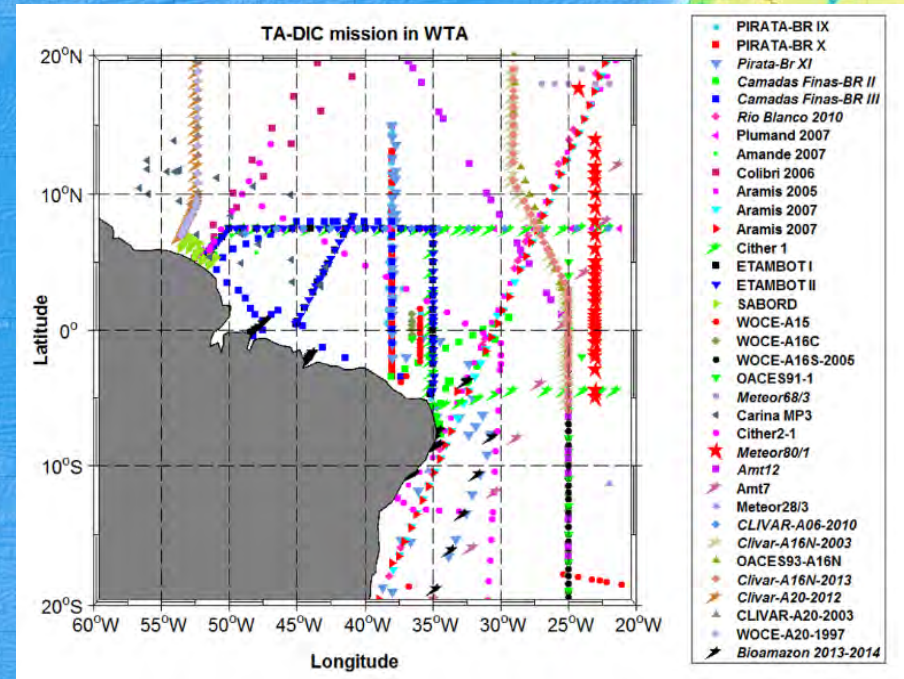 TA-DIC mission in WTA
20°N
10°N
0°
10°S
20°S
Latitude
60°W 55°W 50°W 45°W 40°W 35°W 30°W 25°W 20°W
Longitude
PIRATA-BR IX
PIRATA-BR X
Pirata-Br XI
Camadas Finas-BR II
Camadas Finas-BR III
Rio Blanco 2010
Plumand 2007
Amande 2007
Colibri 2006
Aramis 2005
Aramis 2007
Aramis 2007
Cither 1
ETAMBOT I
ETAMBOT II
SABORD
WOCE-A15
WOCE-A16C
WOCE-A16S-2005
OACES91-1
Meteor68/3
Carina MP3
Cither2-1
Meteor80/1
Amt12
Amt7
Meteor28/3
CLIVAR-A06-2010
Clivar-A16N-2003
OACES93-A16N
Clivar-A16N-2013
Clivar-A20-2012
CLIVAR-A20-2003
WOCE-A20-1997
Bioamazon 2013-2014